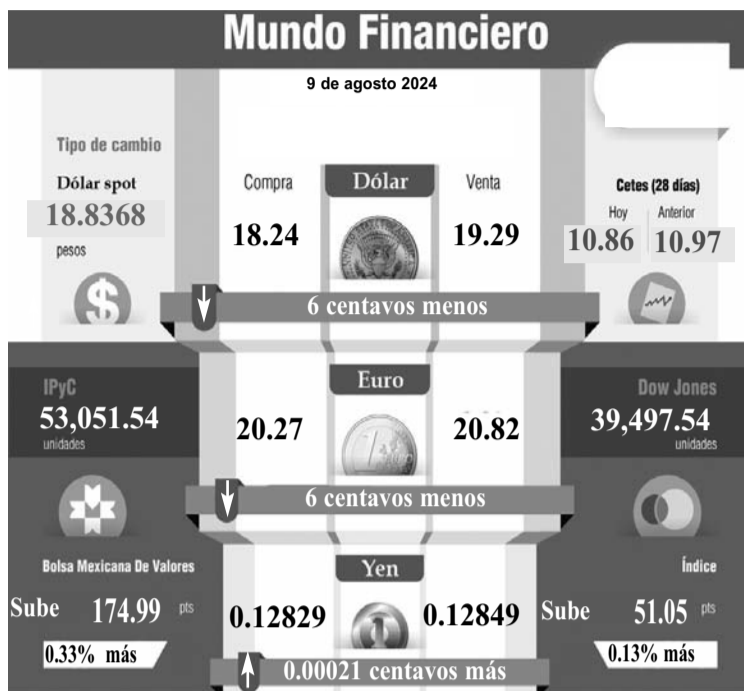 Mundo Financiero
9 de agosto 2024
Tipo de cambio
Dólar spot
18.8368
pesos
$
Compra
Dólar
Venta
18.24
19.29
Cetes (28 días)
Hoy
Anterior
10.86
10.97
6 centavos menos
IPyC
53,051.54
unidades
Euro
20.27
20.82
Dow Jones
39,497.54
unidades
6 centavos menos
Bolsa Mexicana De Valores
Sube 174.99 pts
0.33% más
Yen
0.12829
0.12849
Índice
Sube 51.05 pts
0.13% más
0.00021 centavos más